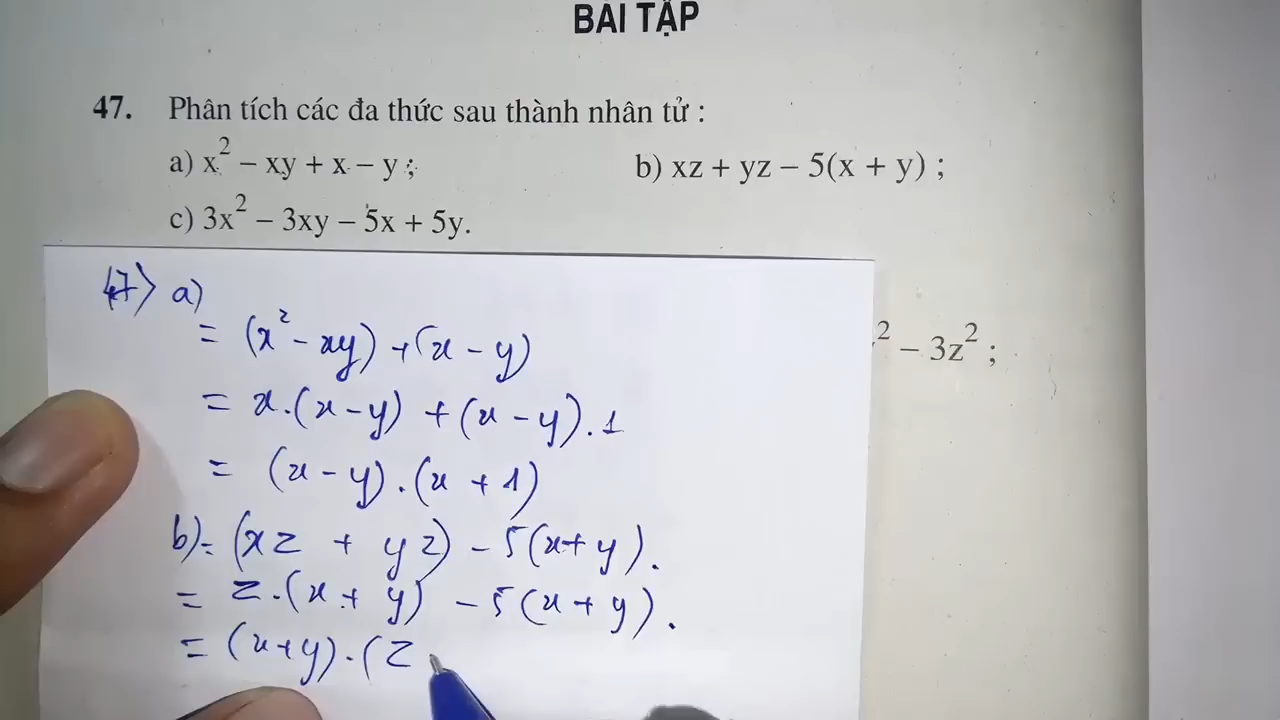 BÀI TẬP
47. Phân tích các đa thức sau thành nhân tử :
a) x² – xy + x – y ; b) xz + yz – 5(x + y) ;
c) 3x² – 3xy – 5x + 5y.
² – 3z² ;
47> a)
= (x² - xy) + (x - y)
= x.(x - y) + (x - y).1
= (x - y).(x + 1)
b) = (xz + yz) - 5(x + y).
= z.(x + y) - 5(x + y).
= (x + y).(z